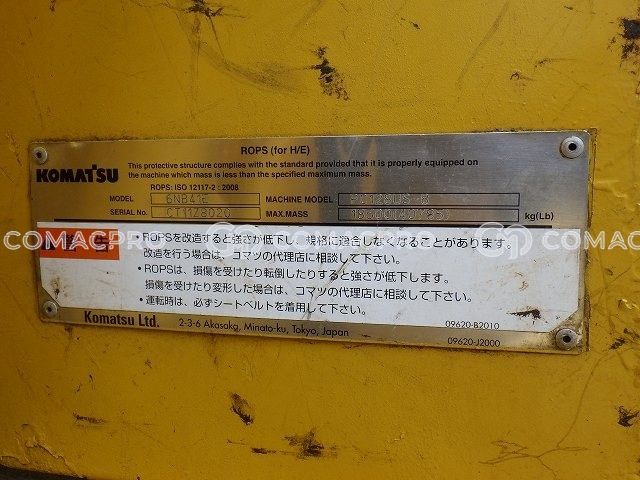 ROPS (for H/E)
KOMATSU
This protective structure complies with the standard provided that it is properly equipped on
the machine which mass is less than the specified maximum mass.
ROPS: ISO 12117-2 : 2008
MODEL 6NB41E MACHINE MODEL
SERIAL No. CT11Z8020 MAX.MASS kg(Lb)
COMACPRO COMACPRO COMACPRO
警告
・ROPSを改造すると強さが低下し、規格に適合しなくなることがあります。
改造を行う場合は、コマツの代理店に相談して下さい。
・ROPSは、損傷を受けたり転倒したりすると強さが低下します。
損傷を受けたり変形した場合は、コマツの代理店に相談して下さい。
・運転時は、必ずシートベルトを着用して下さい。
09620-B2010
Komatsu Ltd. 2-3-6 Akasaka, Minato-ku, Tokyo, Japan
09620-J2000